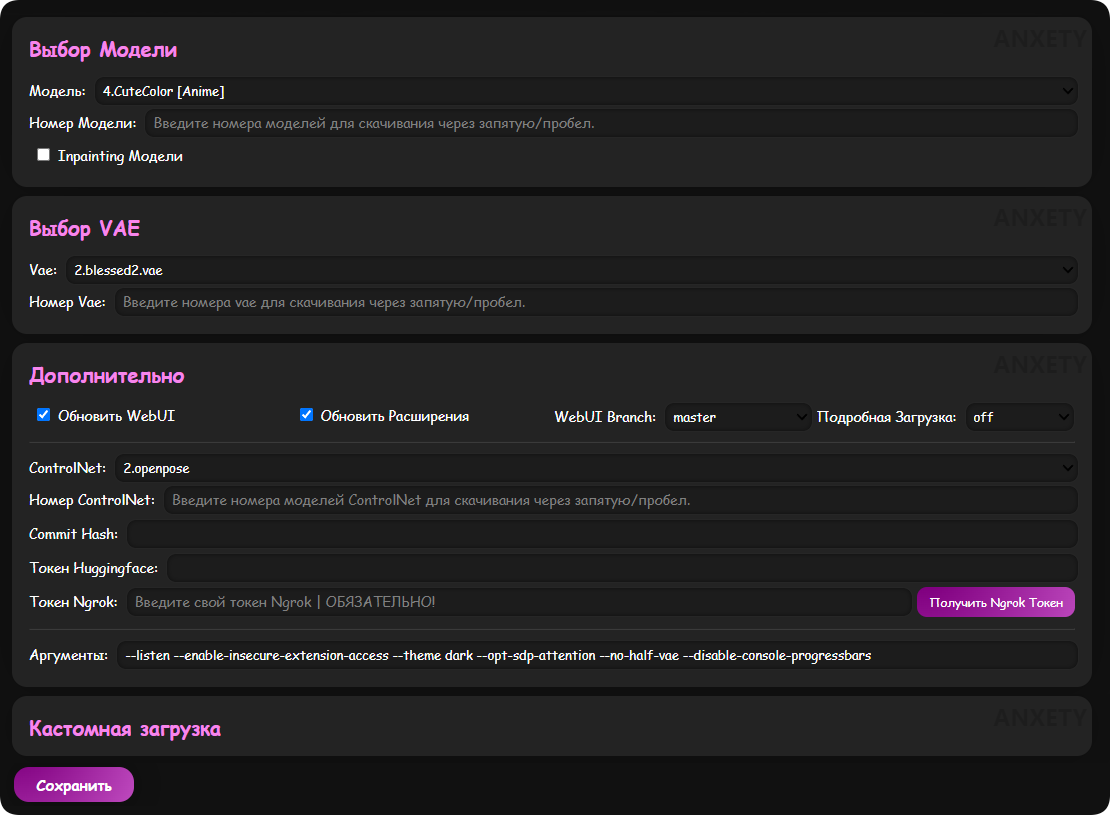 ANXETY
Выбор Модели
Модель: 4.CuteColor [Anime]
Номер Модели: Введите номера моделей для скачивания через запятую/пробел.
Inpainting Модели
ANXETY
Выбор VAE
Vae: 2.blessed2.vae
Номер Vae: Введите номера vae для скачивания через запятую/пробел.
ANXETY
Дополнительно
Обновить WebUI Обновить Расширения WebUI Branch: master Подробная Загрузка: off
ControlNet: 2.openpose
Номер ControlNet: Введите номера моделей ControlNet для скачивания через запятую/пробел.
Commit Hash:
Токен Huggingface:
Токен Ngrok: Введите свой токен Ngrok | ОБЯЗАТЕЛЬНО! Получить Ngrok Токен
Аргументы: --listen --enable-insecure-extension-access --theme dark --opt-sdp-attention --no-half-vae --disable-console-progressbars
ANXETY
Кастомная загрузка
Сохранить